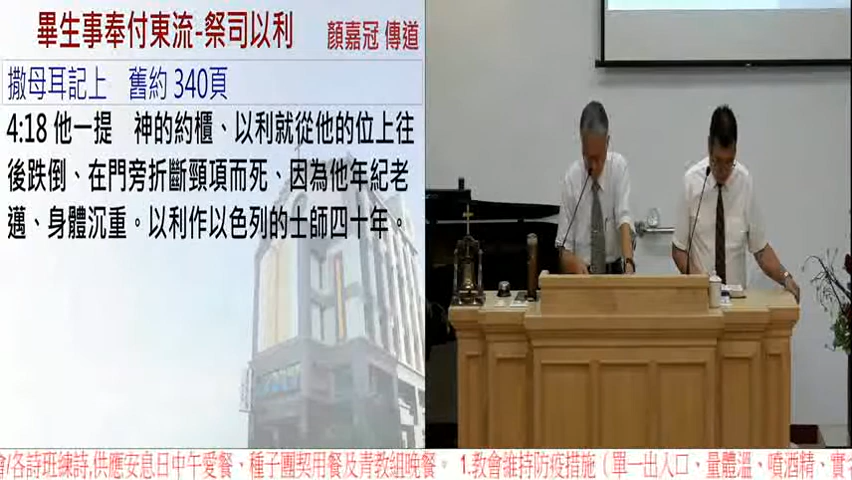 畢生事奉付東流-祭司以利 顏嘉冠 傳道
撒母耳記上 舊約 340頁
4:18 他一提 神的約櫃、以利就從他的位上往
後跌倒、在門旁折斷頸項而死、因為他年紀老
邁、身體沉重。以利作以色列的士師四十年。
會/各詩班練詩,供應安息日中午愛餐、種子團契用餐及青教組晚餐。 1.教會維持防疫措施（單一出入口、量體溫、噴酒精、實